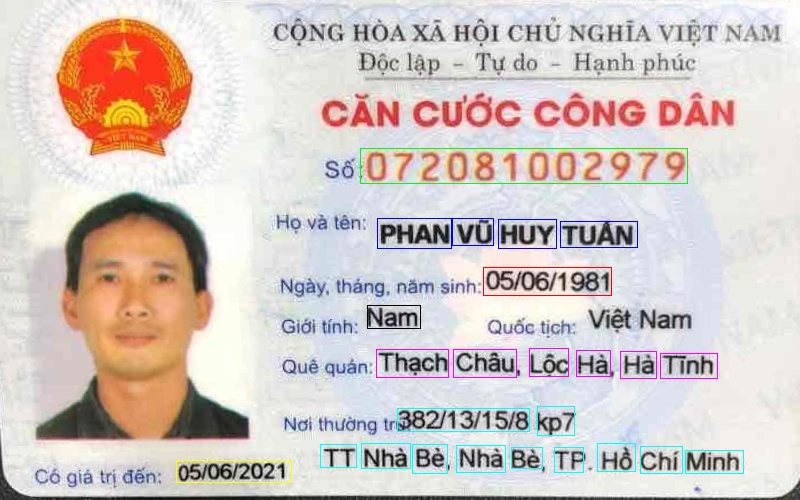 CỘNG HÒA XÃ HỘI CHỦ NGHĨA VIỆT NAM
Độc lập - Tự do - Hạnh phúc
CĂN CƯỚC CÔNG DÂN
Số: 072081002979
Họ và tên: PHAN VŨ HUY TUÂN
Ngày, tháng, năm sinh: 05/06/1981
Giới tính: Nam Quốc tịch: Việt Nam
Quê quán: Thạch Châu, Lộc Hà, Hà Tĩnh
Nơi thường trú: 382/13/15/8 kp7
TT Nhà Bè, Nhà Bè, TP. Hồ Chí Minh
Có giá trị đến: 05/06/2021
VIỆT NAM